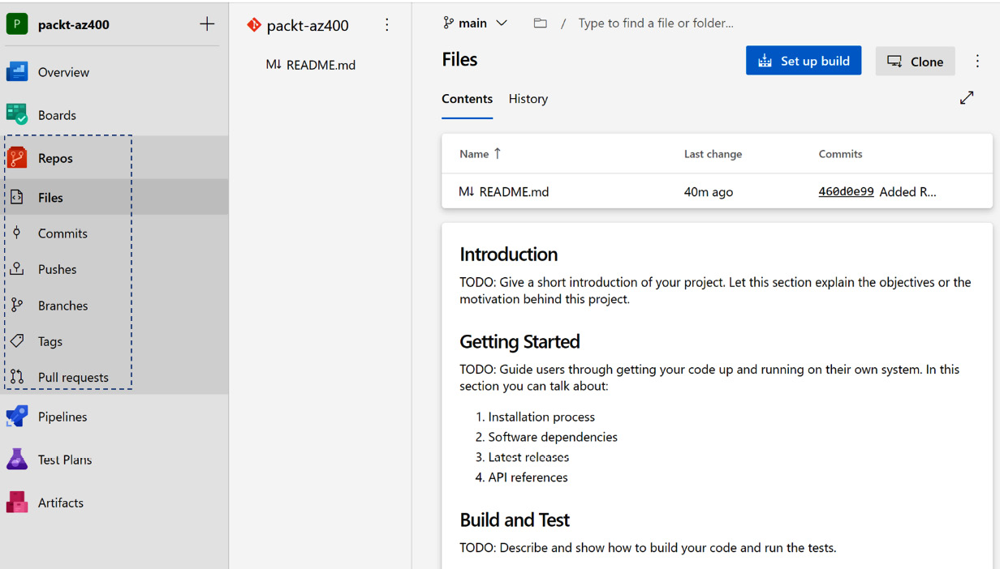 P packt-az400
Overview
Boards
Repos
Files
Commits
Pushes
Branches
Tags
Pull requests
Pipelines
Test Plans
Artifacts
packt-az400
M↓ README.md
main / Type to find a file or folder...
Files
Set up build
Clone
Contents History
Name ↑ Last change Commits
M↓ README.md 40m ago 460d0e99 Added R...
Introduction
TODO: Give a short introduction of your project. Let this section explain the objectives or the
motivation behind this project.
Getting Started
TODO: Guide users through getting your code up and running on their own system. In this
section you can talk about:
1. Installation process
2. Software dependencies
3. Latest releases
4. API references
Build and Test
TODO: Describe and show how to build your code and run the tests.